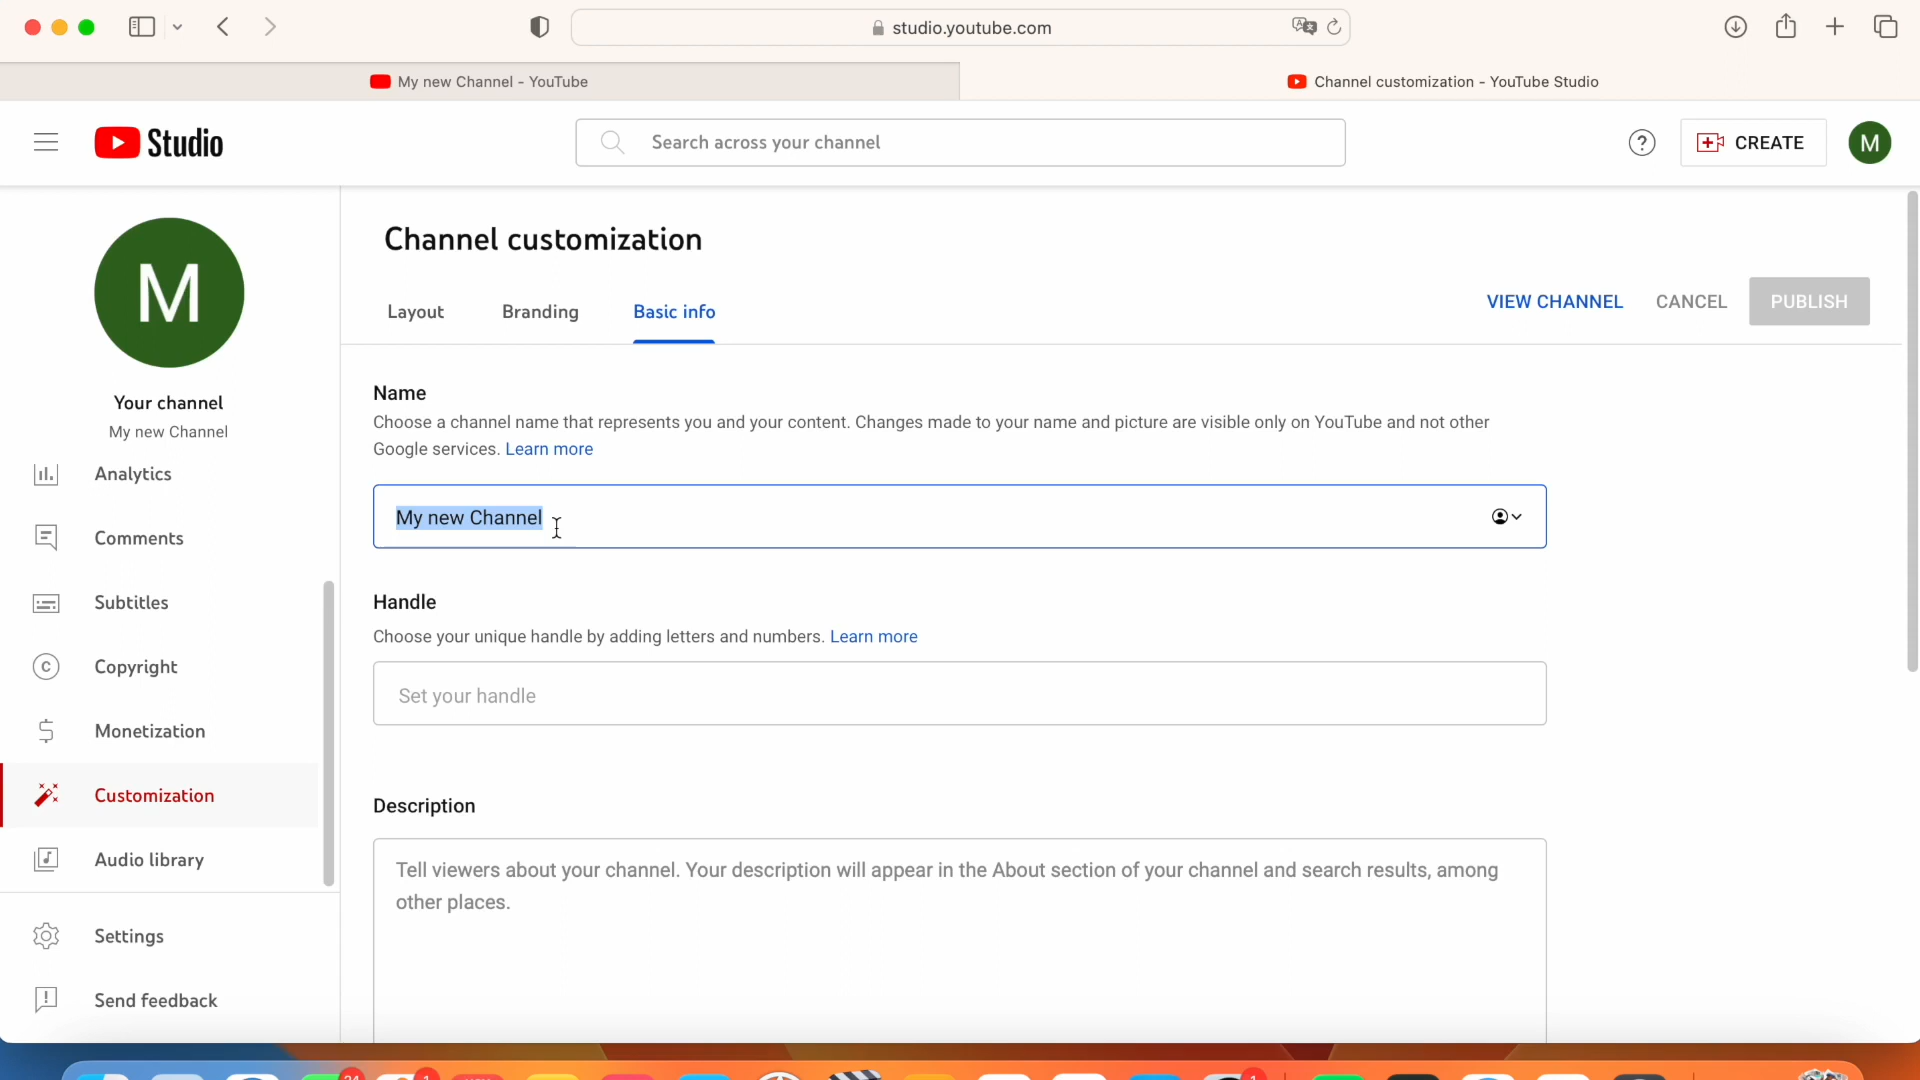 studio.youtube.com
My new Channel - YouTube
Channel customization - YouTube Studio
Studio
Search across your channel
CREATE
M
M
Your channel
My new Channel
Analytics
Comments
Subtitles
Copyright
Monetization
Customization
Audio library
Settings
Send feedback
Channel customization
Layout
Branding
Basic info
VIEW CHANNEL
CANCEL
PUBLISH
Name
Choose a channel name that represents you and your content. Changes made to your name and picture are visible only on YouTube and not other
Google services. Learn more
My new Channel
Handle
Choose your unique handle by adding letters and numbers. Learn more
Set your handle
Description
Tell viewers about your channel. Your description will appear in the About section of your channel and search results, among
other places.